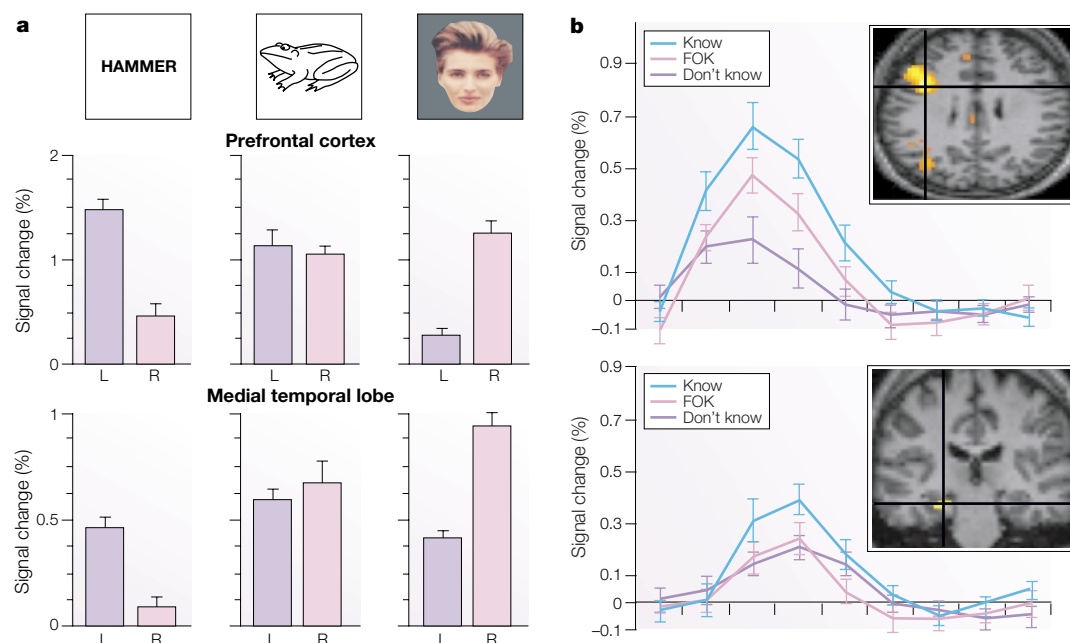 a
HAMMER
Prefrontal cortex
Signal change (%)
2
1
0
L R
L R
L R
Medial temporal lobe
Signal change (%)
1
0.5
0
L R
L R
L R
b
Know
FOK
Don't know
Signal change (%)
0.9
0.7
0.5
0.3
0.1
0
–0.1
Know
FOK
Don't know
Signal change (%)
0.9
0.7
0.5
0.3
0.1
0
–0.1